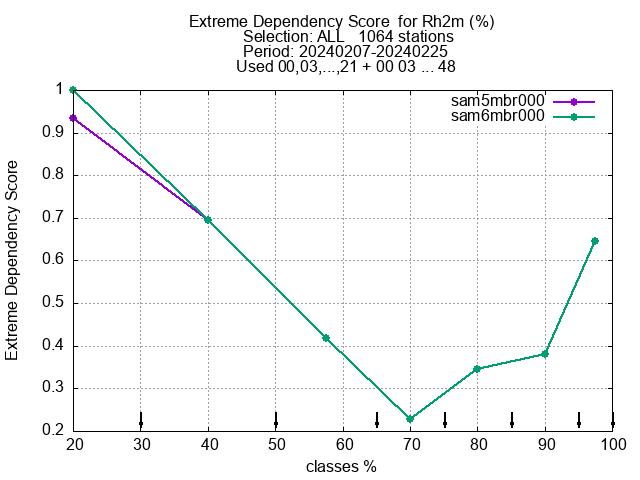 Extreme Dependency Score  for Rh2m (%)
Selection: ALL   1064 stations
Period: 20240207-20240225
Used 00,03,...,21 + 00 03 ... 48
sam5mbr000
sam6mbr000
Extreme Dependency Score
1
0.9
0.8
0.7
0.6
0.5
0.4
0.3
0.2
20 30 40 50 60 70 80 90 100
classes %